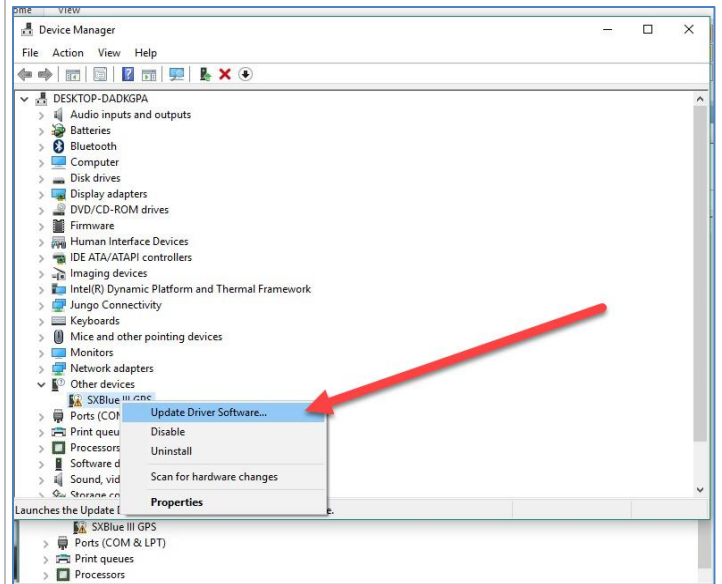 ome View
Device Manager
File Action View Help
DESKTOP-DADKGPA
Audio inputs and outputs
Batteries
Bluetooth
Computer
Disk drives
Display adapters
DVD/CD-ROM drives
Firmware
Human Interface Devices
IDE ATA/ATAPI controllers
Imaging devices
Intel(R) Dynamic Platform and Thermal Framework
Jungo Connectivity
Keyboards
Mice and other pointing devices
Monitors
Network adapters
Other devices
SXBlue III GPS
Ports (COM
Update Driver Software...
Print queu
Disable
Processors
Uninstall
Software d
Sound, vid
Scan for hardware changes
Storage co
Properties
Launches the Update D e.
SXBlue III GPS
Ports (COM & LPT)
Print queues
Processors